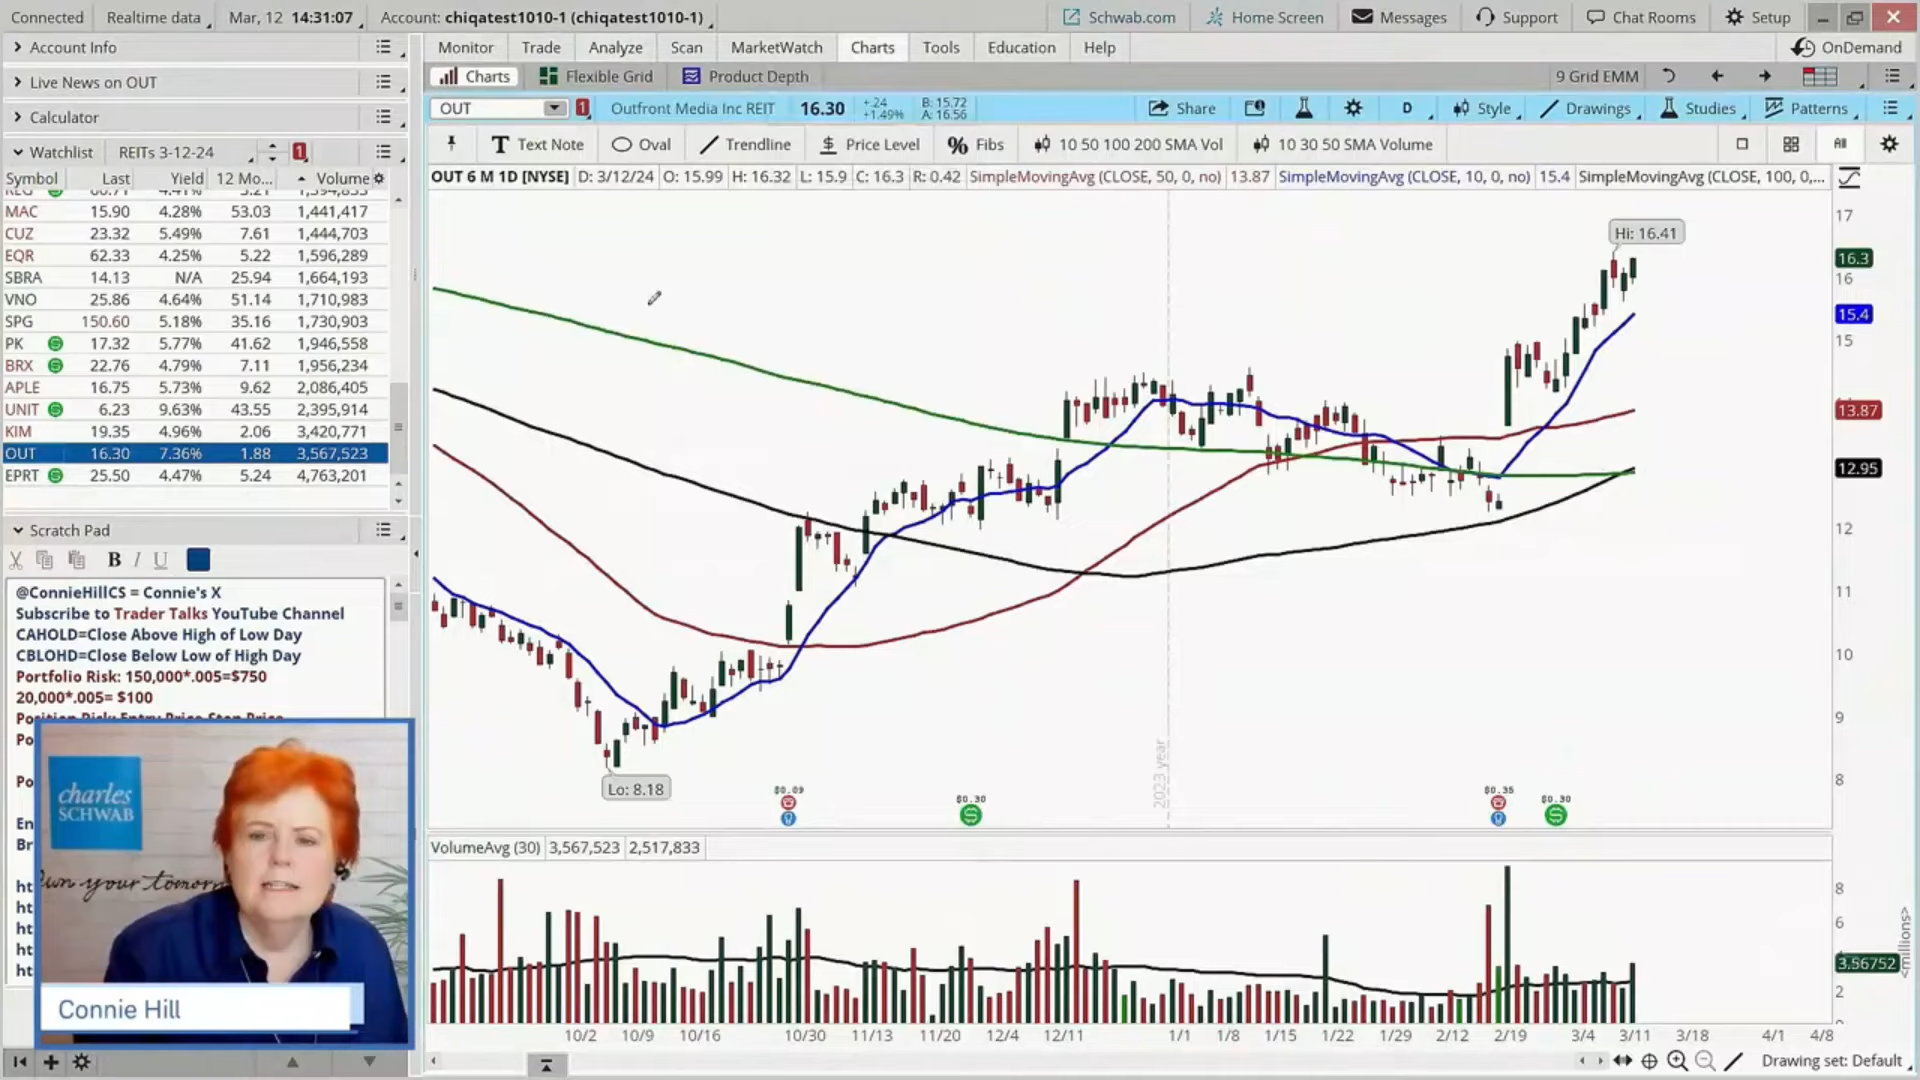 Connected Realtime data Mar, 12 14:31:07 Account: chiqatest1010-1 (chiqatest1010-1) Schwab.com Home Screen Messages Support Chat Rooms Setup
Account Info
Live News on OUT
Calculator
Watchlist REITs 3-12-24 1
Symbol Last Yield 12 Mo... Volume
MAC 15.90 4.28% 53.03 1,441,417
CUZ 23.32 5.49% 7.61 1,444,703
EQR 62.33 4.25% 5.22 1,596,289
SBRA 14.13 N/A 25.94 1,664,193
VNO 25.86 4.64% 51.14 1,710,983
SPG 150.60 5.18% 35.16 1,730,903
PK 17.32 5.77% 41.62 1,946,558
BRX 22.76 4.79% 7.11 1,956,234
APLE 16.75 5.73% 9.62 2,086,405
UNIT 6.23 9.63% 43.55 2,395,914
KIM 19.35 4.96% 2.06 3,420,771
OUT 16.30 7.36% 1.88 3,567,523
EPRT 25.50 4.47% 5.24 4,763,201
Scratch Pad
B I U
@ConnieHillCS = Connie's X
Subscribe to Trader Talks YouTube Channel
CAHOLD=Close Above High of Low Day
CBLOHD=Close Below Low of High Day
Portfolio Risk: 150,000*.005=$750
20,000*.005= $100
Po
Po
En
Br
ht
ht
ht
ht
ht
charles
SCHWAB
Own your tomorrow
Connie Hill
Monitor Trade Analyze Scan MarketWatch Charts Tools Education Help OnDemand
Charts Flexible Grid Product Depth 9 Grid EMM
OUT 1 Outfront Media Inc REIT 16.30 +.24 +1.49% B: 15.72 A: 16.56 Share D Style Drawings Studies Patterns
T Text Note Oval Trendline $ Price Level % Fibs 10 50 100 200 SMA Vol 10 30 50 SMA Volume All
OUT 6 M 1D [NYSE] D: 3/12/24 O: 15.99 H: 16.32 L: 15.9 C: 16.3 R: 0.42 SimpleMovingAvg (CLOSE, 50, 0, no) 13.87 SimpleMovingAvg (CLOSE, 10, 0, no) 15.4 SimpleMovingAvg (CLOSE, 100, 0,...
17
Hi: 16.41
16.3
16
15.4
15
13.87
12.95
12
11
10
9
8
Lo: 8.18
2023 year
$0.09 $0.30 $0.35 $0.30
VolumeAvg (30) 3,567,523 2,517,833
8
6
3.56752
2
<millions>
10/2 10/9 10/16 10/30 11/13 11/20 12/4 12/11 1/1 1/8 1/15 1/22 1/29 2/12 2/19 3/4 3/11 3/18 4/1 4/8
Drawing set: Default